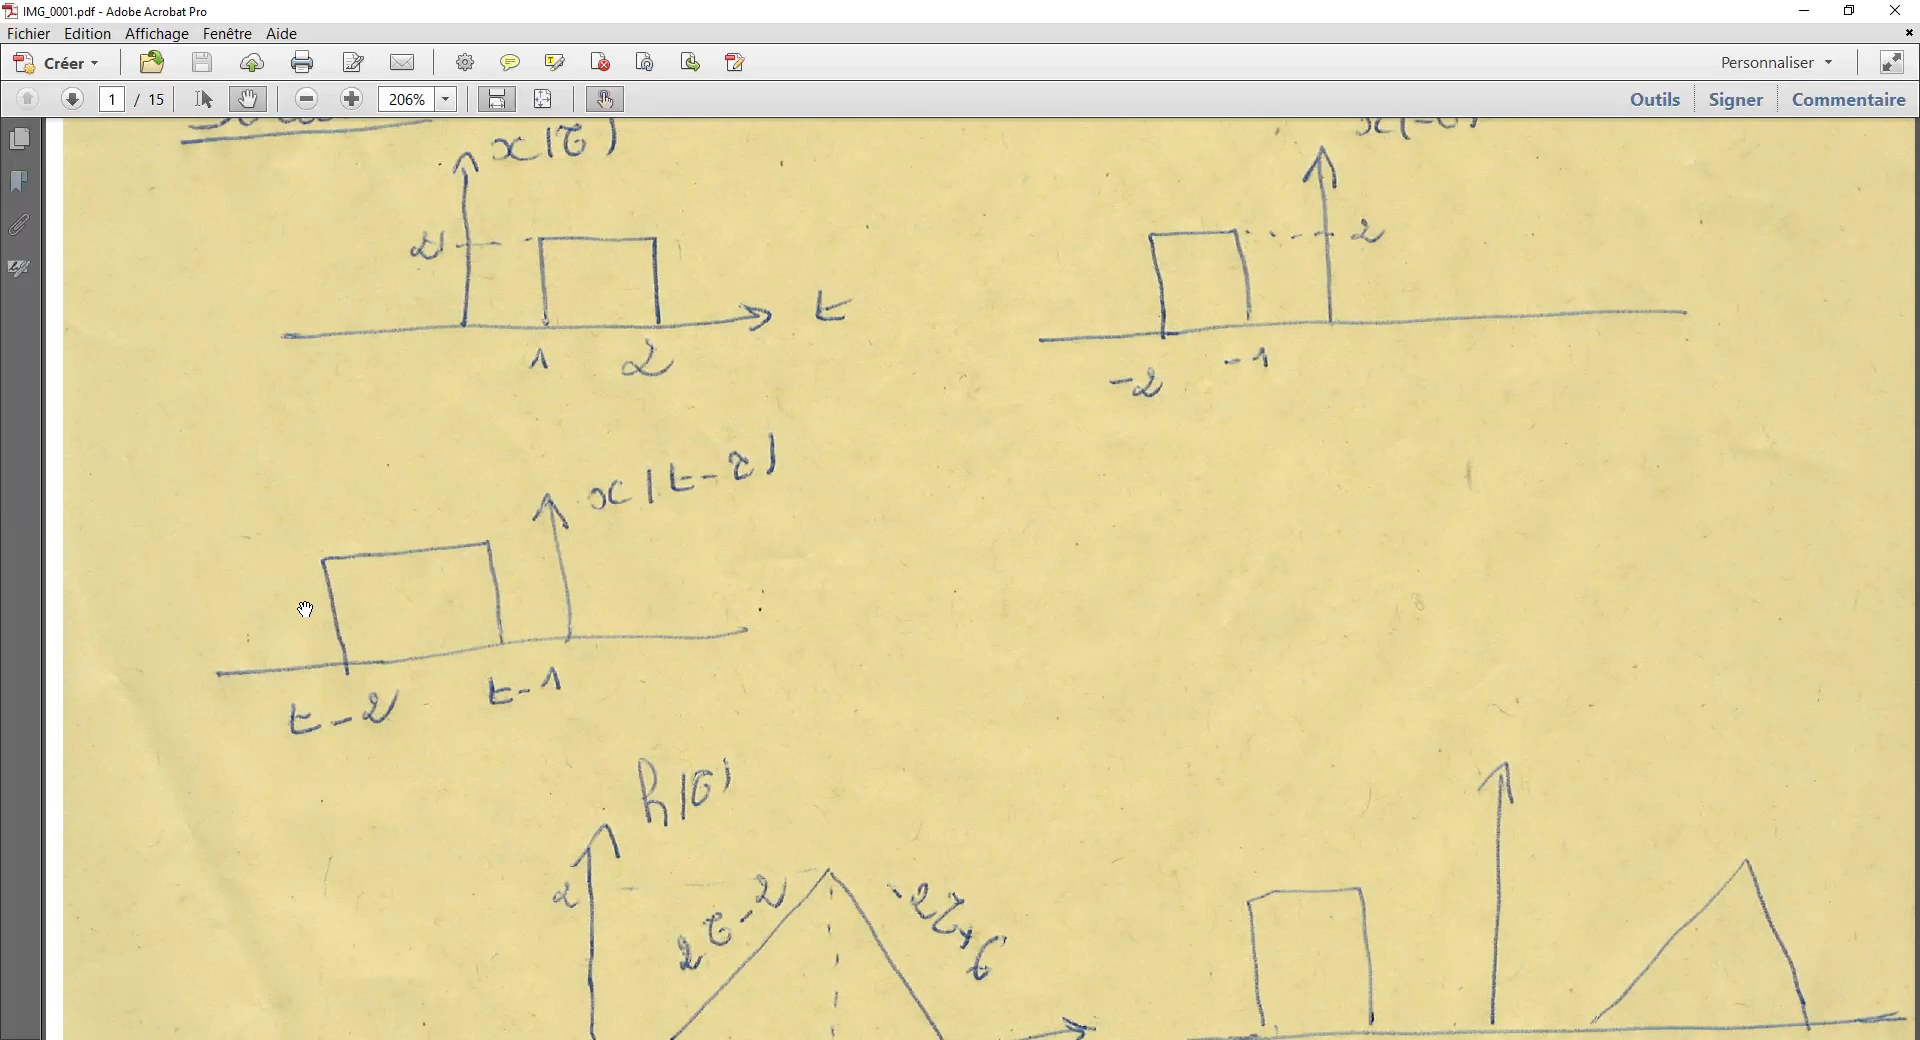 IMG_0001.pdf - Adobe Acrobat Pro
Fichier Edition Affichage Fenêtre Aide
Créer
Personnaliser
1 / 15
206%
Outils Signer Commentaire
x(τ)
2
1
2
t
2
-2
-1
x(t-τ)
t-2
t-1
h(τ)
2
2τ-2
-2τ+6